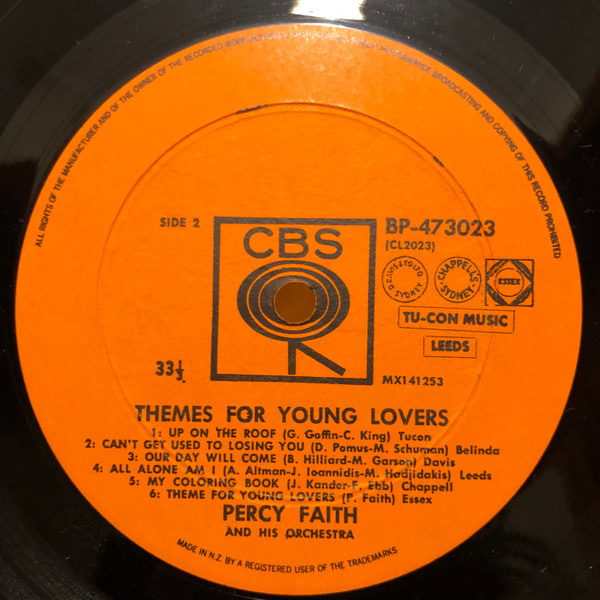 ALL RIGHTS OF THE MANUFACTURER AND OF THE OWNER OF THE RECORDED WORK BROADCASTING AND COPYING OF THIS RECORD PROHIBITED
SIDE 2
CBS
BP-473023
(CL2023)
SYDNEY
CHAPPELL'S
SYDNEY
ESSEX
TU-CON MUSIC
LEEDS
33⅓
MX141253
THEMES FOR YOUNG LOVERS
1: UP ON THE ROOF (G. Goffin-C. King) Tucon
2: CAN'T GET USED TO LOSING YOU (D. Pomus-M. Schuman) Belinda
3: OUR DAY WILL COME (B. Hilliard-M. Garson) Davis
4: ALL ALONE AM I (A. Altman-J. Ioannidis-M. Hadjidakis) Leeds
5: MY COLORING BOOK (J. Kander-F. Ebb) Chappell
6: THEME FOR YOUNG LOVERS (P. Faith) Essex
PERCY FAITH
AND HIS ORCHESTRA
MADE IN N.Z. BY A REGISTERED USER OF THE TRADEMARKS